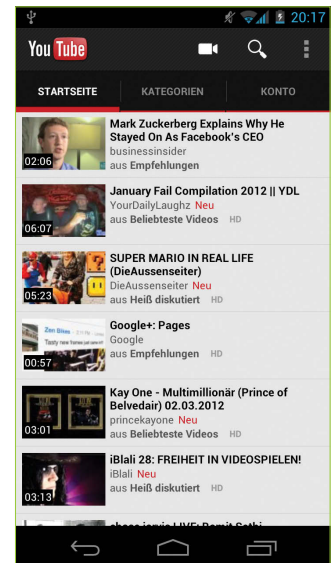 20:17
You Tube
STARTSEITE KATEGORIEN KONTO
Mark Zuckerberg Explains Why He
Stayed On As Facebook's CEO
businessinsider
02:06
aus Empfehlungen
January Fail Compilation 2012 || YDL
YourDailyLaughz Neu
06:07
aus Beliebteste Videos HD
SUPER MARIO IN REAL LIFE
(DieAussenseiter)
DieAussenseiter Neu
05:23
aus Heiß diskutiert HD
Google+: Pages
Zen Bikes
Google
00:57
aus Empfehlungen HD
Kay One - Multimillionär (Prince of
Belvedair) 02.03.2012
princekayone Neu
03:01
aus Beliebteste Videos HD
iBlali 28: FREIHEIT IN VIDEOSPIELEN!
iBlali Neu
03:13
aus Heiß diskutiert HD